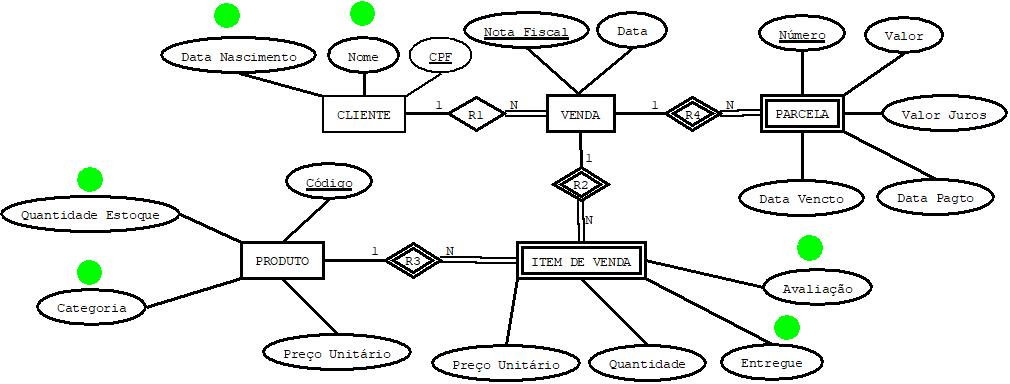 Nota Fiscal
Data
Número
Valor
Data Nascimento
Nome
CPF
CLIENTE
1
R1
N
VENDA
1
R4
N
PARCELA
Valor Juros
1
R2
N
Data Vencto
Data Pagto
Código
Quantidade Estoque
PRODUTO
1
R3
N
ITEM DE VENDA
Avaliação
Categoria
Preço Unitário
Preço Unitário
Quantidade
Entregue